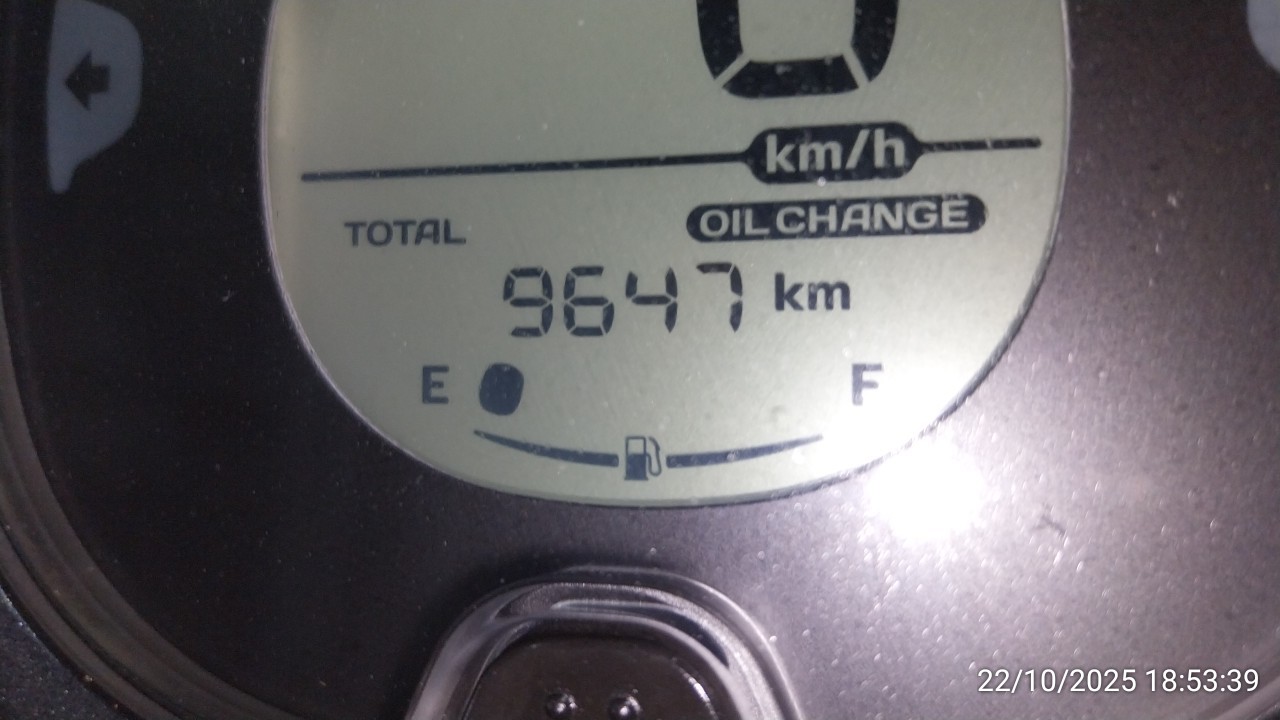 0
km/h
TOTAL OIL CHANGE
9647 km
E F
22/10/2025 18:53:39